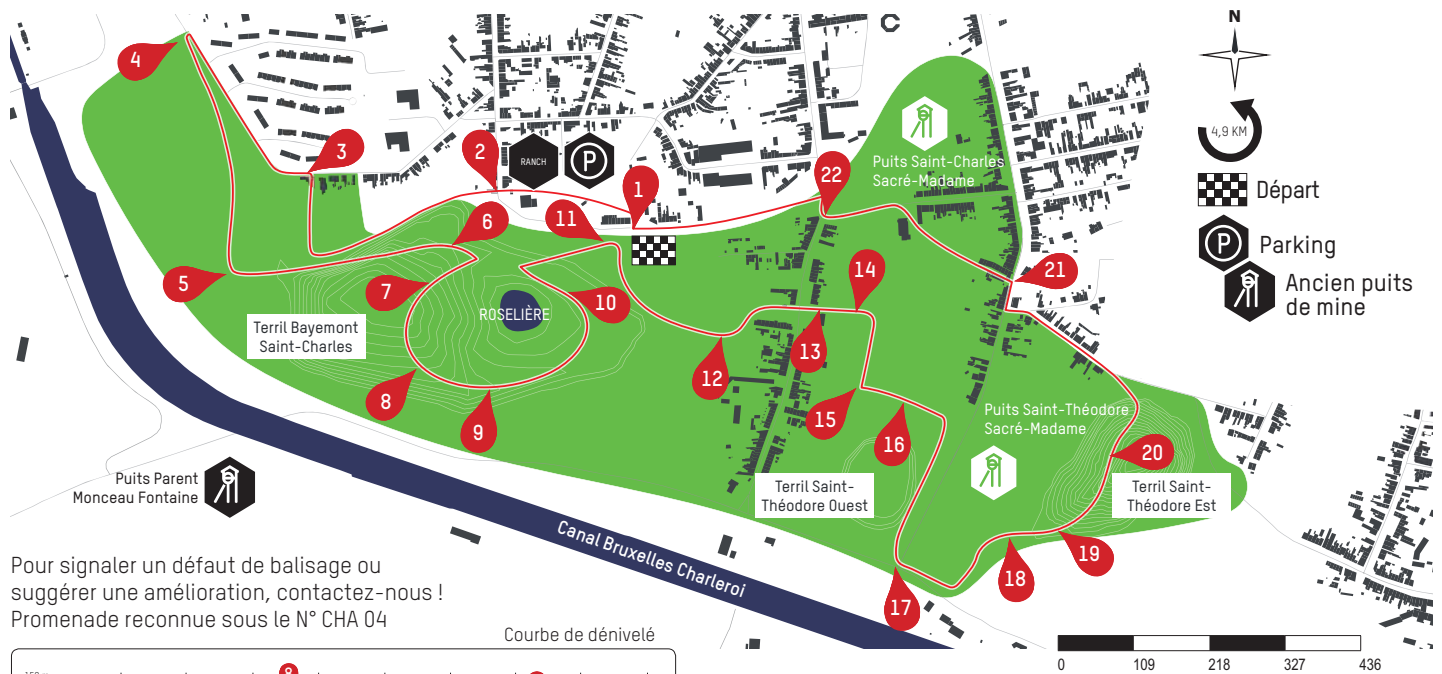 N
4,9 KM
Départ
Parking
Ancien puits
de mine
C
4
3
2
RANCH
P
1
22
Puits Saint-Charles
Sacré-Madame
21
5
6
7
ROSELIÈRE
10
11
14
13
12
15
16
8
9
Terril Bayemont
Saint-Charles
Puits Saint-Théodore
Sacré-Madame
20
Terril Saint-
Théodore Ouest
Terril Saint-
Théodore Est
19
18
17
Puits Parent
Monceau Fontaine
Canal Bruxelles Charleroi
Pour signaler un défaut de balisage ou
suggérer une amélioration, contactez-nous !
Promenade reconnue sous le N° CHA 04
Courbe de dénivelé
8
0 109 218 327 436